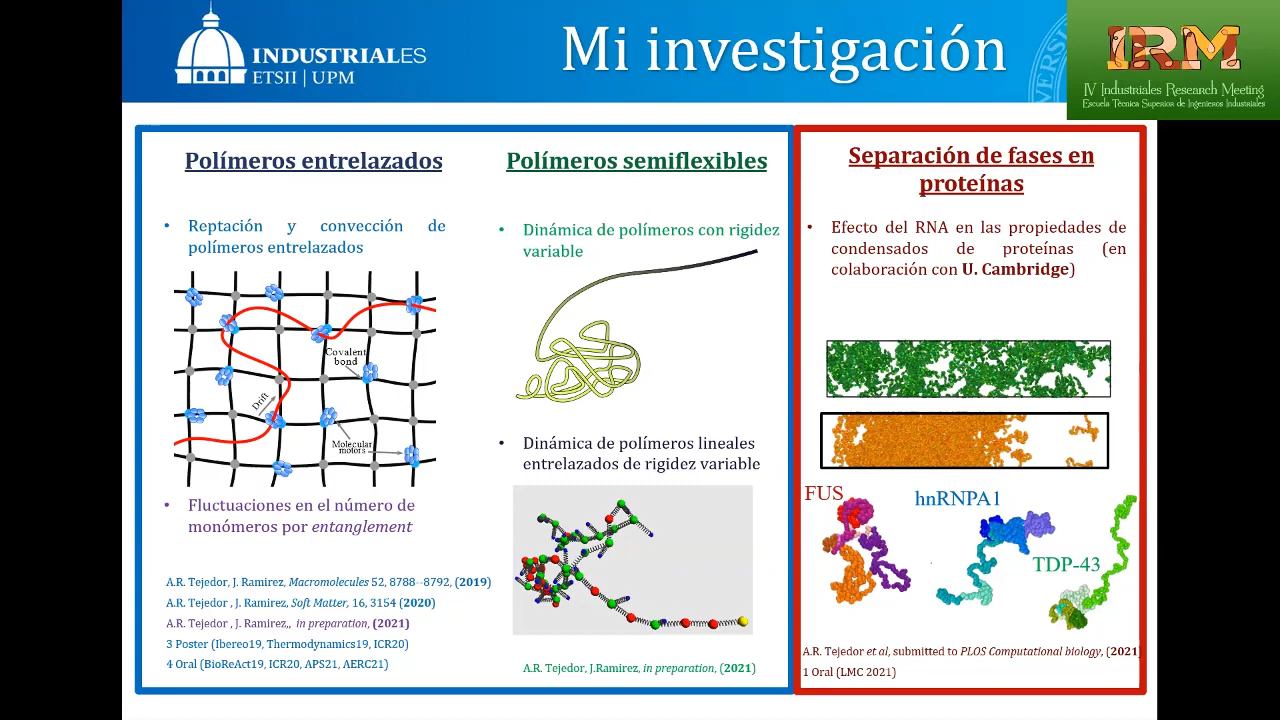 INDUSTRIALES
ETSII | UPM
Mi investigación
IRM
IV Industriales Research Meeting
Escuela Técnica Superior de Ingenieros Industriales
Polímeros entrelazados
• Reptación y convección de
polímeros entrelazados
Covalent
bond
Drift
Molecular
motors
• Fluctuaciones en el número de
monómeros por entanglement
A.R. Tejedor, J. Ramirez, Macromolecules 52, 8788--8792, (2019)
A.R. Tejedor , J. Ramirez, Soft Matter, 16, 3154 (2020)
A.R. Tejedor , J. Ramirez,, in preparation, (2021)
3 Poster (Ibereo19, Thermodynamics19, ICR20)
4 Oral (BioReAct19, ICR20, APS21, AERC21)
Polímeros semiflexibles
• Dinámica de polímeros con rigidez
variable
• Dinámica de polímeros lineales
entrelazados de rigidez variable
A.R. Tejedor, J.Ramirez, in preparation, (2021)
Separación de fases en
proteínas
• Efecto del RNA en las propiedades de
condensados de proteínas (en
colaboración con U. Cambridge)
FUS
hnRNPA1
TDP-43
A.R. Tejedor et al, submitted to PLOS Computational biology, (2021)
1 Oral (LMC 2021)